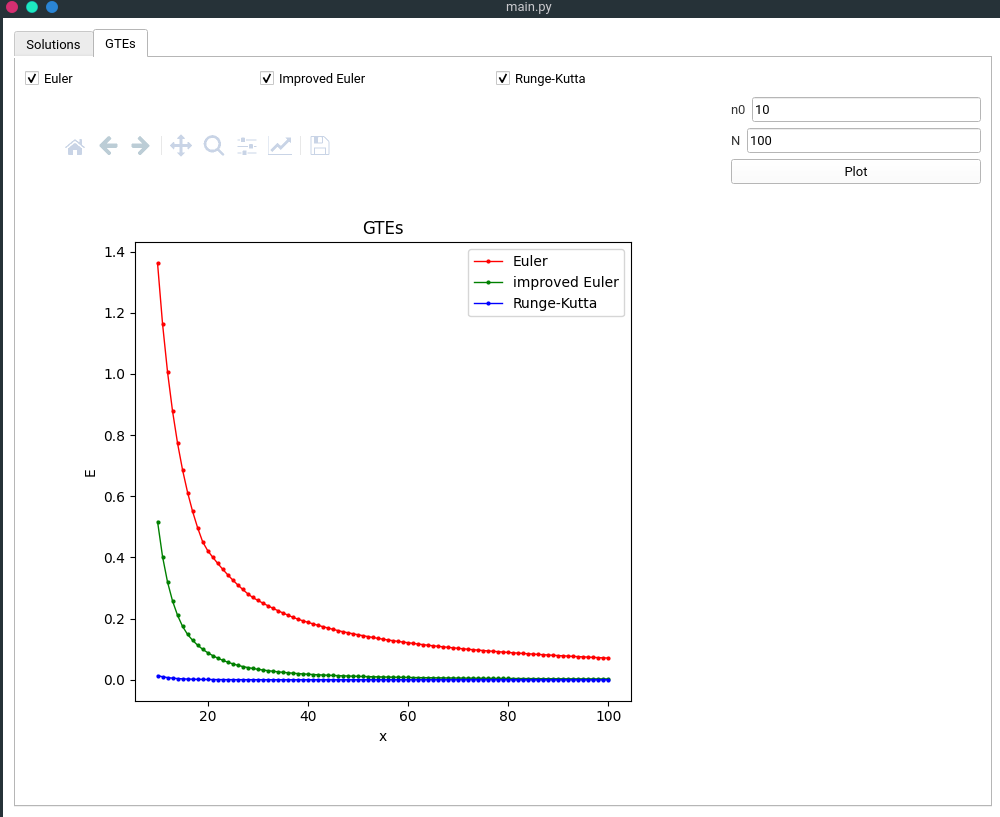 main.py
Solutions GTEs
Euler Improved Euler Runge-Kutta
n0 10
N 100
Plot
GTEs
Euler
improved Euler
Runge-Kutta
1.4
1.2
1.0
0.8
0.6
0.4
0.2
0.0
E
20 40 60 80 100
x